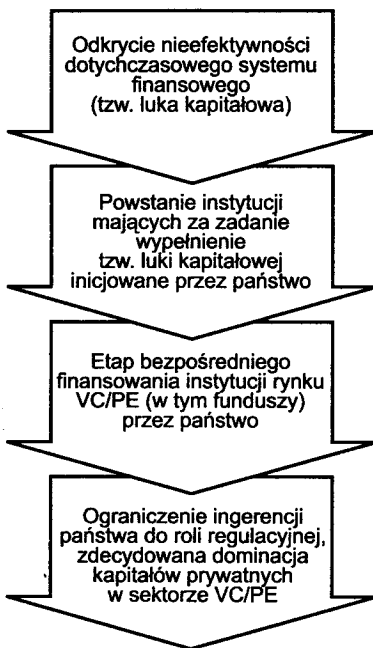 Odkrycie nieefektywności
dotychczasowego systemu
finansowego
(tzw. luka kapitałowa)
Powstanie instytucji
mających za zadanie
wypełnienie
tzw. luki kapitałowej
inicjowane przez państwo
Etap bezpośredniego
finansowania instytucji rynku
VC/PE (w tym funduszy)
przez państwo
Ograniczenie ingerencji
państwa do roli regulacyjnej,
zdecydowana dominacja
kapitałów prywatnych
w sektorze VC/PE